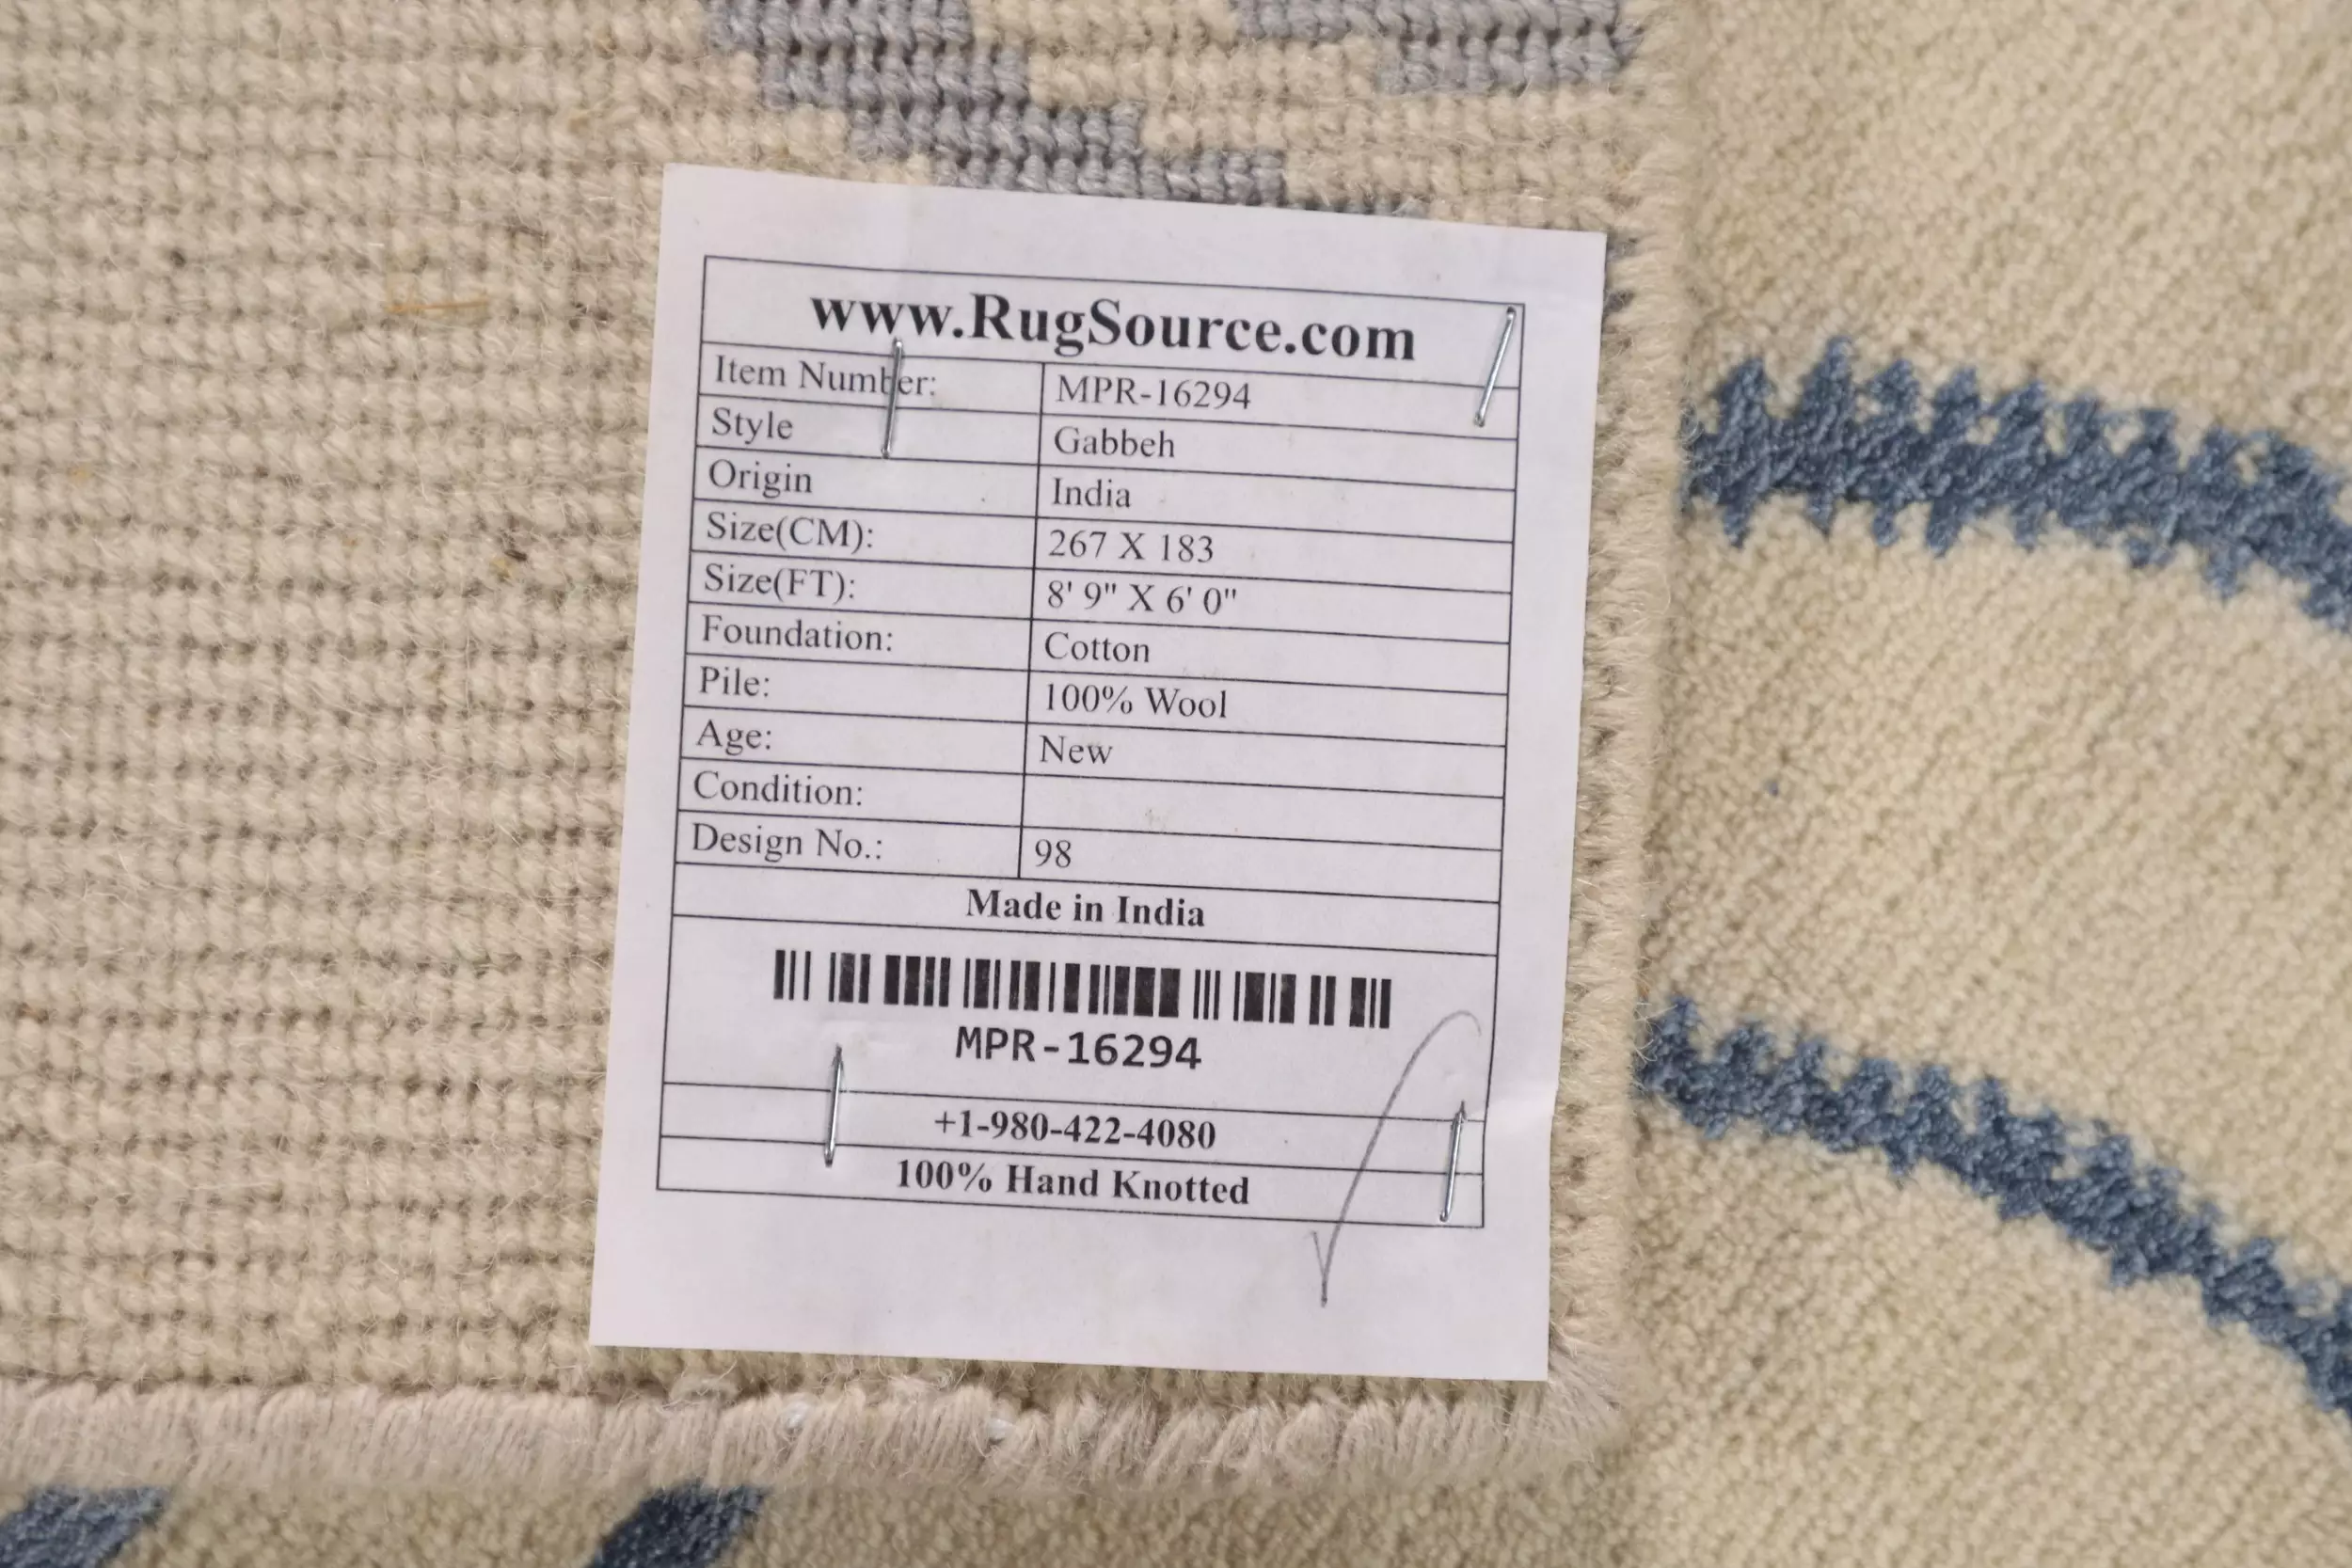 www.RugSource.com
Item Number: MPR-16294
Style Gabbeh
Origin India
Size(CM): 267 X 183
Size(FT): 8' 9" X 6' 0"
Foundation: Cotton
Pile: 100% Wool
Age: New
Condition:
Design No.: 98
Made in India
MPR-16294
+1-980-422-4080
100% Hand Knotted